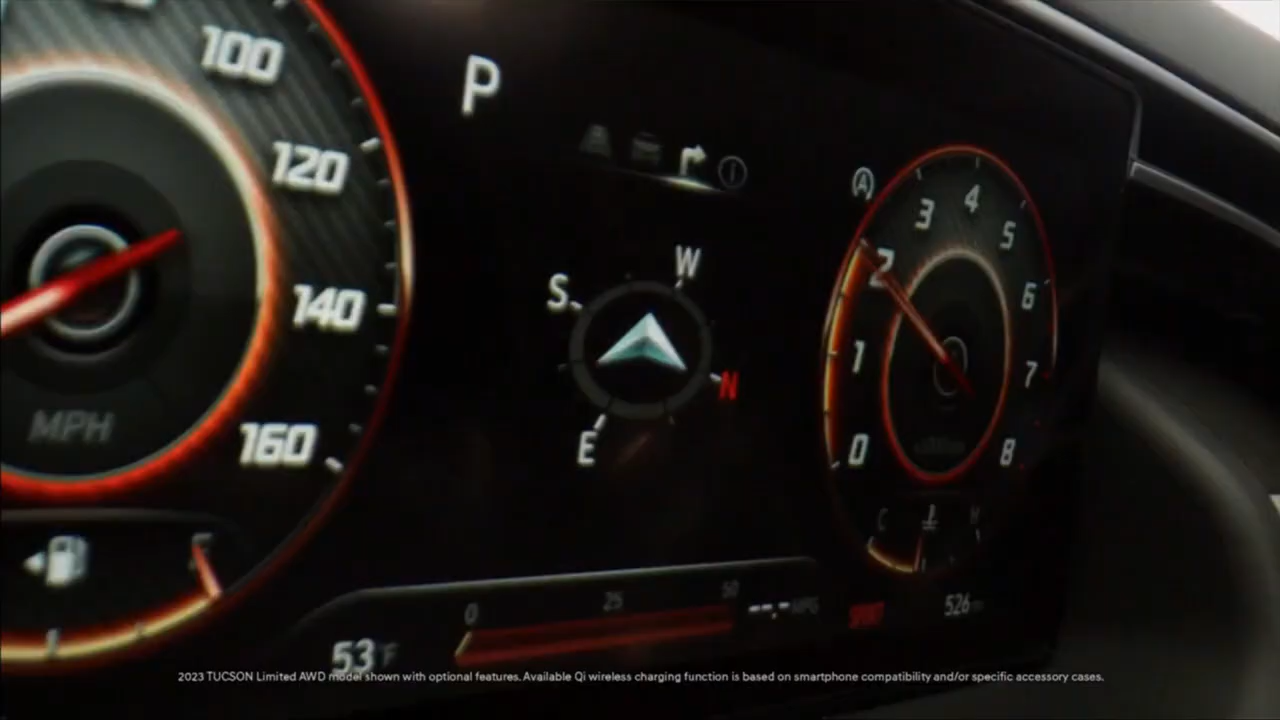 100
P
120
3
4
5
W
2
S
6
140
1
7
N
MPH
160
E
0
8
C
H
F
0
25
50
--.- MPG
SPORT
526
53°F
2023 TUCSON Limited AWD model shown with optional features. Available Qi wireless charging function is based on smartphone compatibility and/or specific accessory cases.